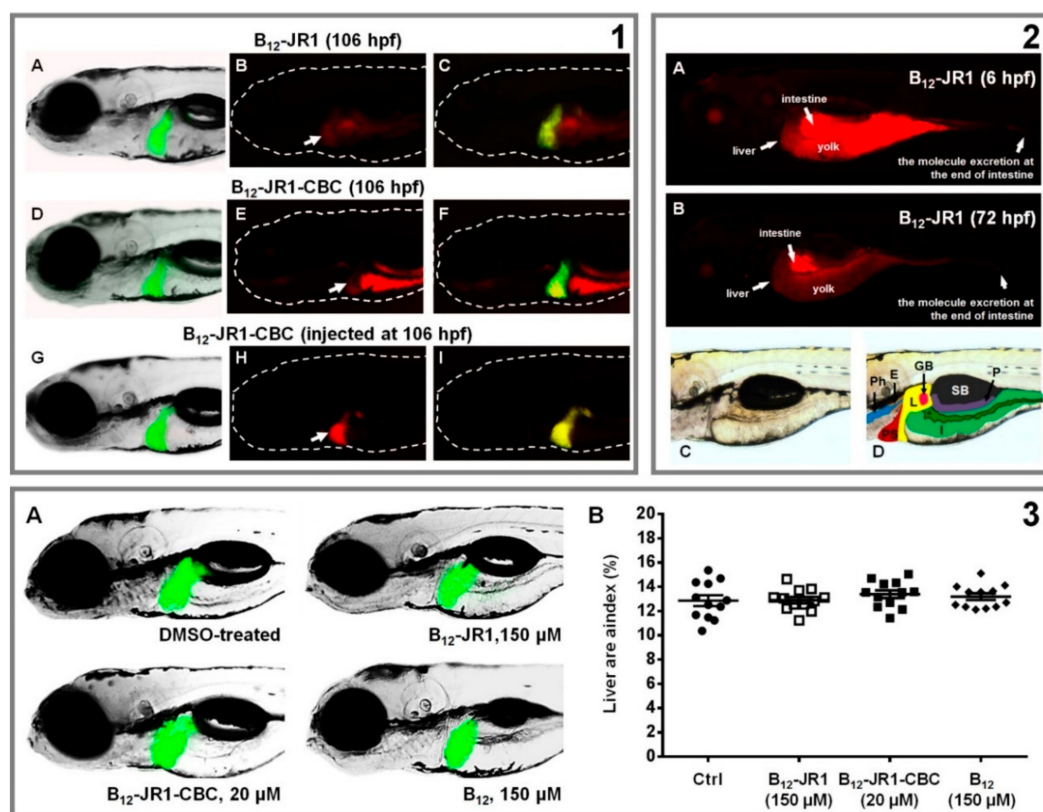 1
B12-JR1 (106 hpf)
A
B
C
B12-JR1-CBC (106 hpf)
D
E
F
B12-JR1-CBC (injected at 106 hpf)
G
H
I
2
A
B12-JR1 (6 hpf)
intestine
liver
yolk
the molecule excretion at
the end of intestine
B
B12-JR1 (72 hpf)
intestine
liver
yolk
the molecule excretion at
the end of intestine
C
Ph
E
GB
L
SB
P
I
D
3
A
DMSO-treated
B12-JR1,150 µM
B12-JR1-CBC, 20 µM
B12, 150 µM
B
Liver are aindex (%)
20
18
16
14
12
10
8
6
4
2
0
Ctrl
B12-JR1
(150 µM)
B12-JR1-CBC
(20 µM)
B12
(150 µM)